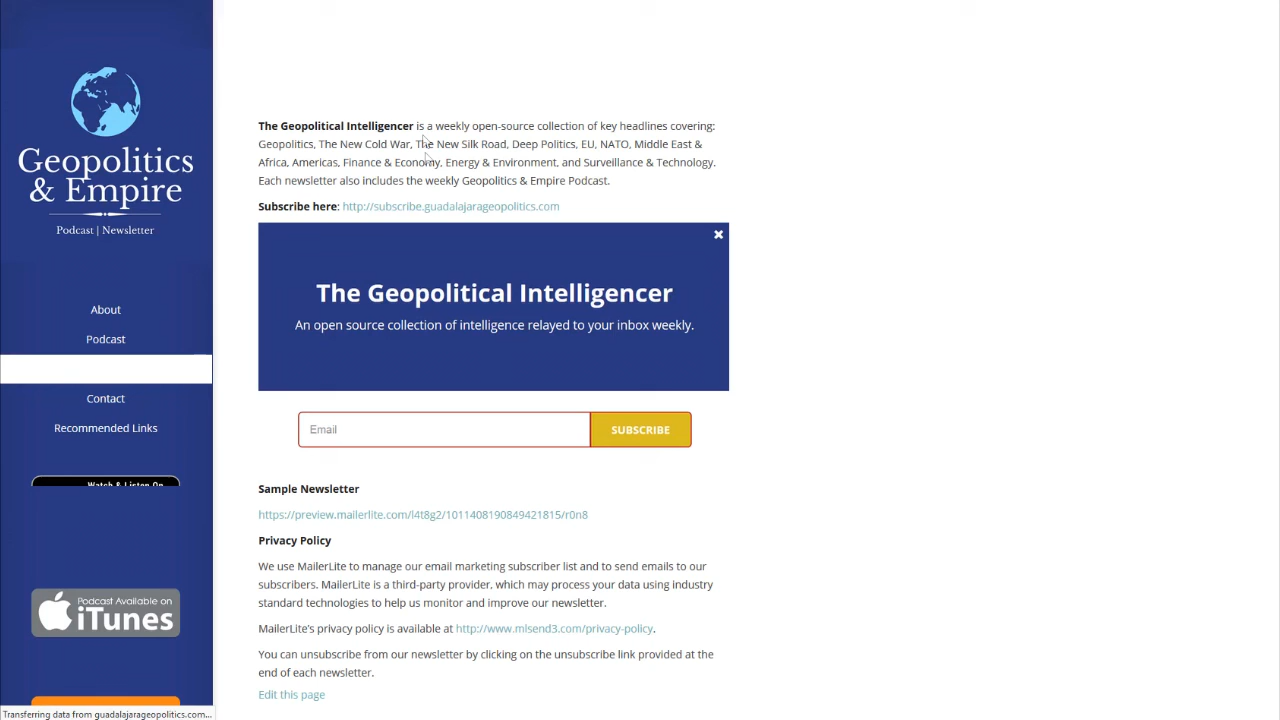 Geopolitics
& Empire
Podcast | Newsletter
About
Podcast
Contact
Recommended Links
Watch & Listen On
Podcast Available on
iTunes
The Geopolitical Intelligencer is a weekly open-source collection of key headlines covering:
Geopolitics, The New Cold War, The New Silk Road, Deep Politics, EU, NATO, Middle East &
Africa, Americas, Finance & Economy, Energy & Environment, and Surveillance & Technology.
Each newsletter also includes the weekly Geopolitics & Empire Podcast.
Subscribe here: http://subscribe.guadalajarageopolitics.com
The Geopolitical Intelligencer
An open source collection of intelligence relayed to your inbox weekly.
Email
SUBSCRIBE
Sample Newsletter
https://preview.mailerlite.com/l4t8g2/1011408190849421815/r0n8
Privacy Policy
We use MailerLite to manage our email marketing subscriber list and to send emails to our
subscribers. MailerLite is a third-party provider, which may process your data using industry
standard technologies to help us monitor and improve our newsletter.
MailerLite's privacy policy is available at http://www.mlsend3.com/privacy-policy.
You can unsubscribe from our newsletter by clicking on the unsubscribe link provided at the
end of each newsletter.
Edit this page
Transferring data from guadalajarageopolitics.com...